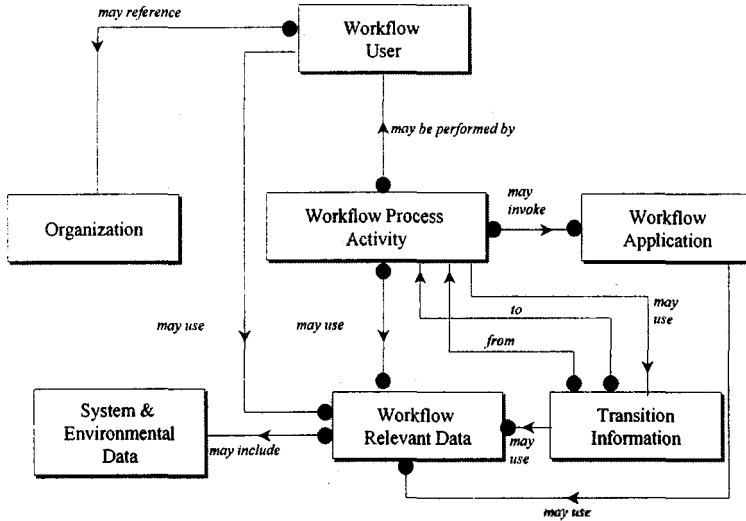 may reference
Workflow
User
may be performed by
Organization
Workflow Process
Activity
may
invoke
Workflow
Application
may use
may use
to
from
may
use
System &
Environmental
Data
may include
Workflow
Relevant Data
may
use
Transition
Information
may use